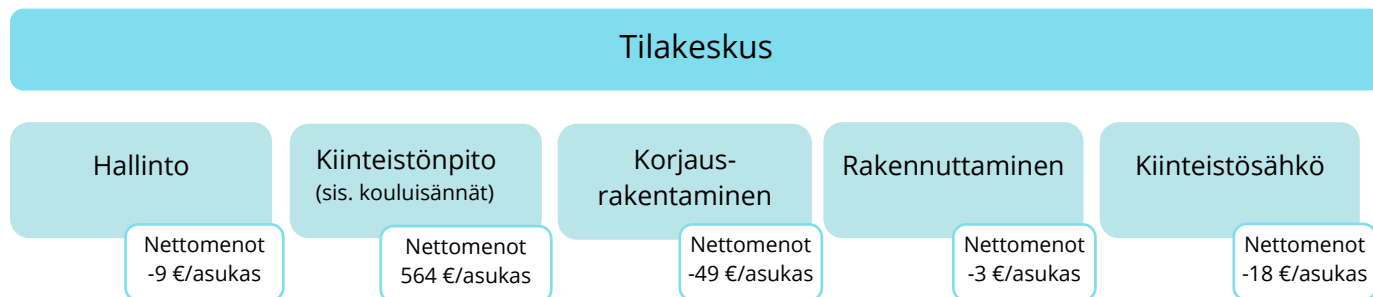 Tilakeskus
Hallinto
Nettomenot
-9 €/asukas
Kiinteistönpito
(sis. kouluisännät)
Nettomenot
564 €/asukas
Korjaus-
rakentaminen
Nettomenot
-49 €/asukas
Rakennuttaminen
Nettomenot
-3 €/asukas
Kiinteistösähkö
Nettomenot
-18 €/asukas